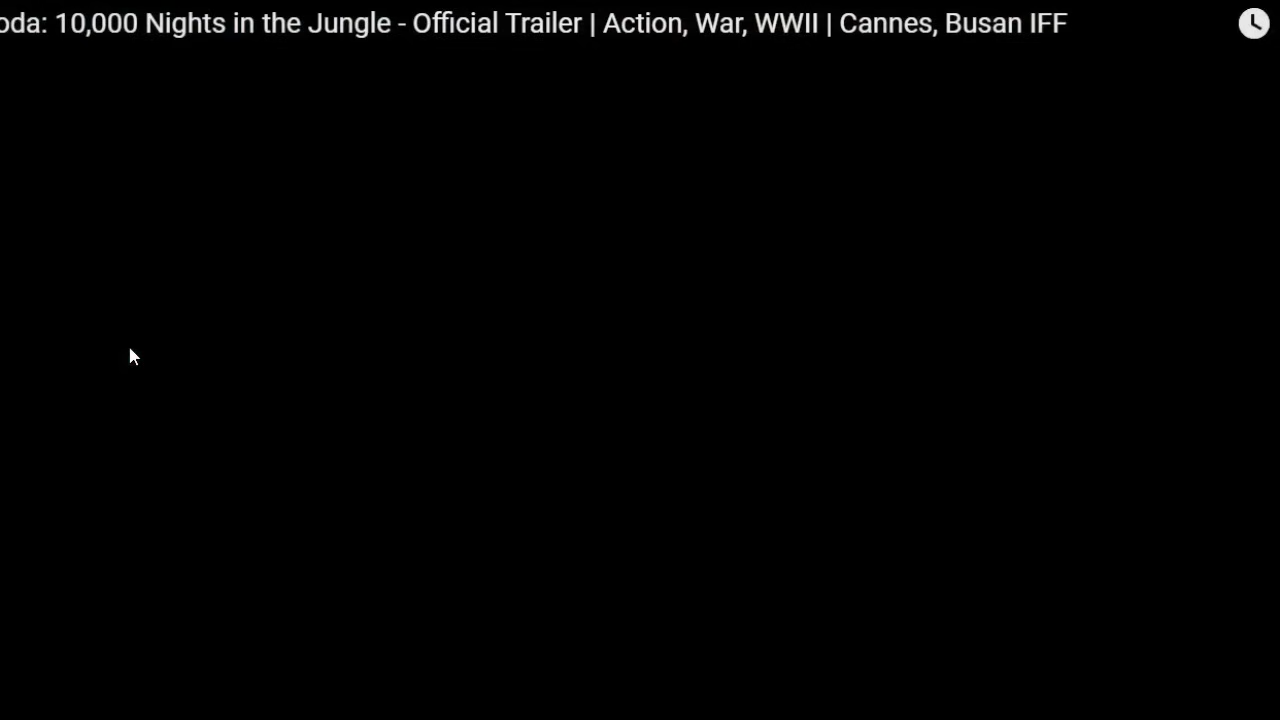 oda: 10,000 Nights in the Jungle - Official Trailer | Action, War, WWII | Cannes, Busan IFF